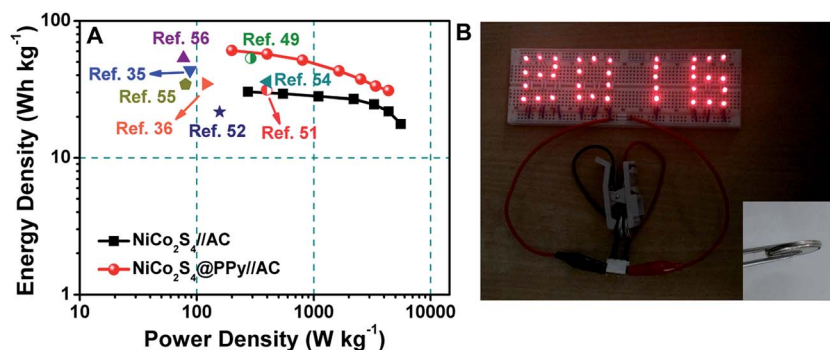 A
B
100
10
1
Energy Density (Wh kg⁻¹)
Ref. 56
Ref. 49
Ref. 35
Ref. 54
Ref. 55
Ref. 36
Ref. 52
Ref. 51
NiCo₂S₄//AC
NiCo₂S₄@PPy//AC
10
100
1000
10000
Power Density (W kg⁻¹)